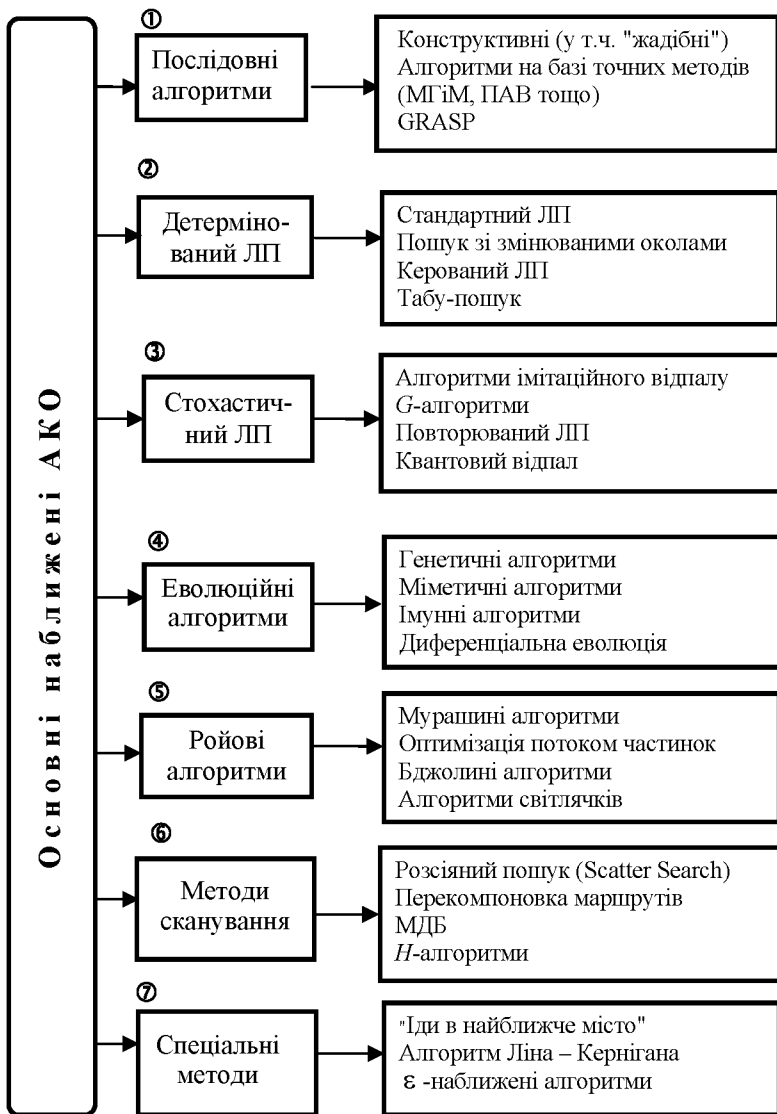 Основні наближені АКО
①
Послідовні
алгоритми
Конструктивні (у т.ч. "жадібні")
Алгоритми на базі точних методів
(МГіМ, ПАВ тощо)
GRASP
②
Детерміно-
ваний ЛП
Стандартний ЛП
Пошук зі змінюваними околами
Керований ЛП
Табу-пошук
③
Стохастич-
ний ЛП
Алгоритми імітаційного відпалу
G-алгоритми
Повторюваний ЛП
Квантовий відпал
④
Еволюційні
алгоритми
Генетичні алгоритми
Міметичні алгоритми
Імунні алгоритми
Диференціальна еволюція
⑤
Ройові
алгоритми
Мурашині алгоритми
Оптимізація потоком частинок
Бджолині алгоритми
Алгоритми світлячків
⑥
Методи
сканування
Розсіяний пошук (Scatter Search)
Перекомпоновка маршрутів
МДБ
H-алгоритми
⑦
Спеціальні
методи
"Іди в найближче місто"
Алгоритм Ліна – Кернігана
ε -наближені алгоритми